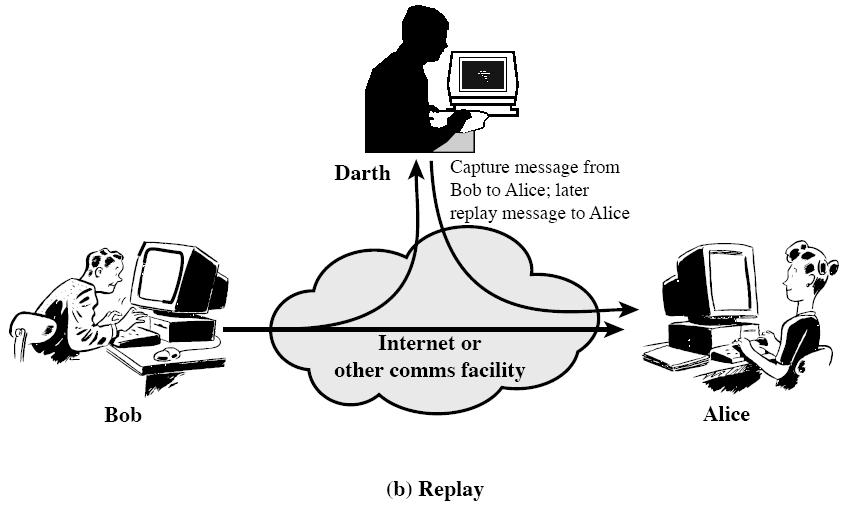 Darth
Capture message from
Bob to Alice; later
replay message to Alice
Internet or
other comms facility
Bob
Alice
(b) Replay